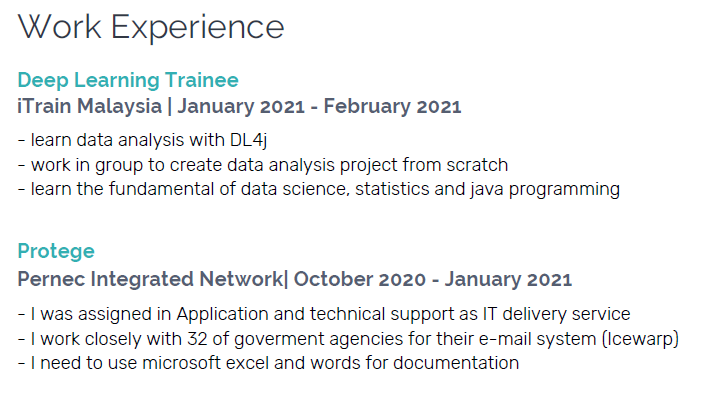 Work Experience
Deep Learning Trainee
iTrain Malaysia | January 2021 - February 2021
- learn data analysis with DL4j
- work in group to create data analysis project from scratch
- learn the fundamental of data science, statistics and java programming
Protege
Pernec Integrated Network| October 2020 - January 2021
- I was assigned in Application and technical support as IT delivery service
- I work closely with 32 of goverment agencies for their e-mail system (Icewarp)
- I need to use microsoft excel and words for documentation